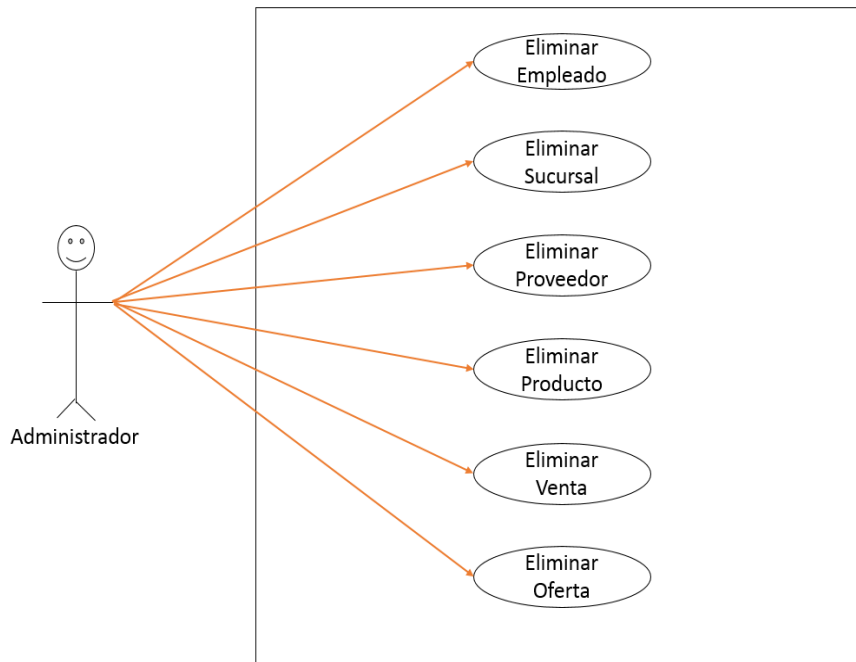 Eliminar
Empleado
Eliminar
Sucursal
Eliminar
Proveedor
Eliminar
Producto
Administrador
Eliminar
Venta
Eliminar
Oferta